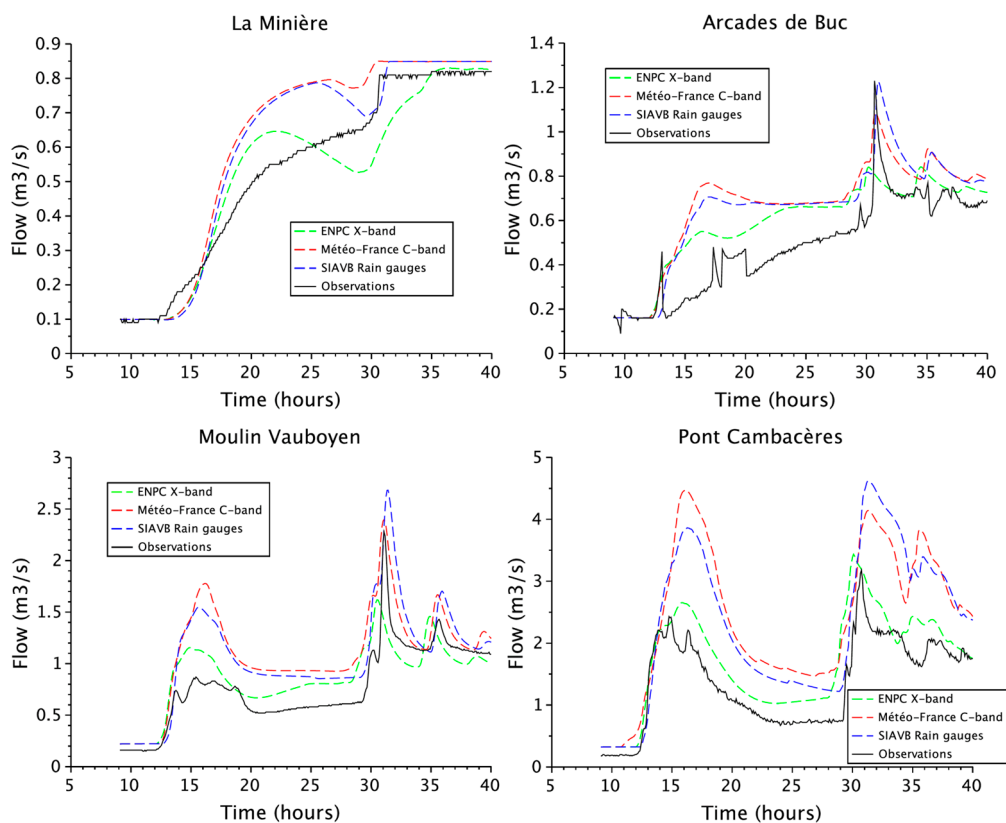 La Minière
0.9
0.8
0.7
0.6
0.5
0.4
0.3
0.2
0.1
0
Flow (m3/s)
ENPC X-band
Météo-France C-band
SIAVB Rain gauges
Observations
5 10 15 20 25 30 35 40
Time (hours)
Arcades de Buc
1.4
1.2
1
0.8
0.6
0.4
0.2
0
Flow (m3/s)
ENPC X-band
Météo-France C-band
SIAVB Rain gauges
Observations
5 10 15 20 25 30 35 40
Time (hours)
Moulin Vauboyen
3
2.5
2
1.5
1
0.5
0
Flow (m3/s)
ENPC X-band
Météo-France C-band
SIAVB Rain gauges
Observations
5 10 15 20 25 30 35 40
Time (hours)
Pont Cambacères
5
4
3
2
1
0
Flow (m3/s)
ENPC X-band
Météo-France C-band
SIAVB Rain gauges
Observations
5 10 15 20 25 30 35 40
Time (hours)